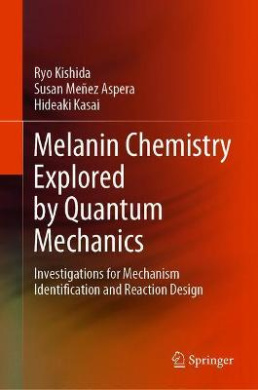 Ryo Kishida
Susan Meñez Aspera
Hideaki Kasai
Melanin Chemistry
Explored
by Quantum
Mechanics
Investigations for Mechanism
Identification and Reaction Design
Springer